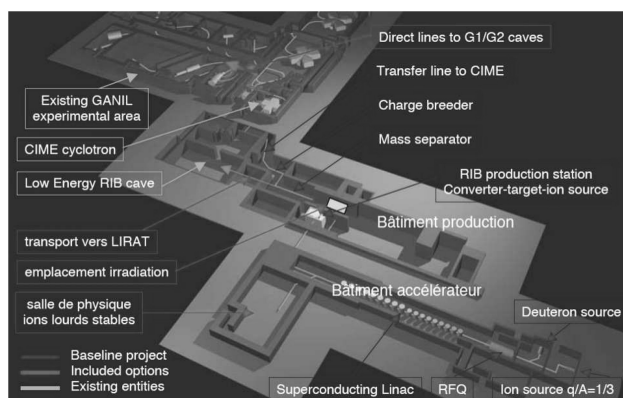 Direct lines to G1/G2 caves
Transfer line to CIME
Existing GANIL
experimental area
Charge breeder
CIME cyclotron
Mass separator
Low Energy RIB cave
RIB production station
Converter-target-ion source
Bâtiment production
transport vers LIRAT
emplacement irradiation
Bâtiment accélérateur
salle de physique
ions lourds stables
Deuteron source
Baseline project
Included options
Existing entities
Superconducting Linac
RFQ
Ion source q/A=1/3